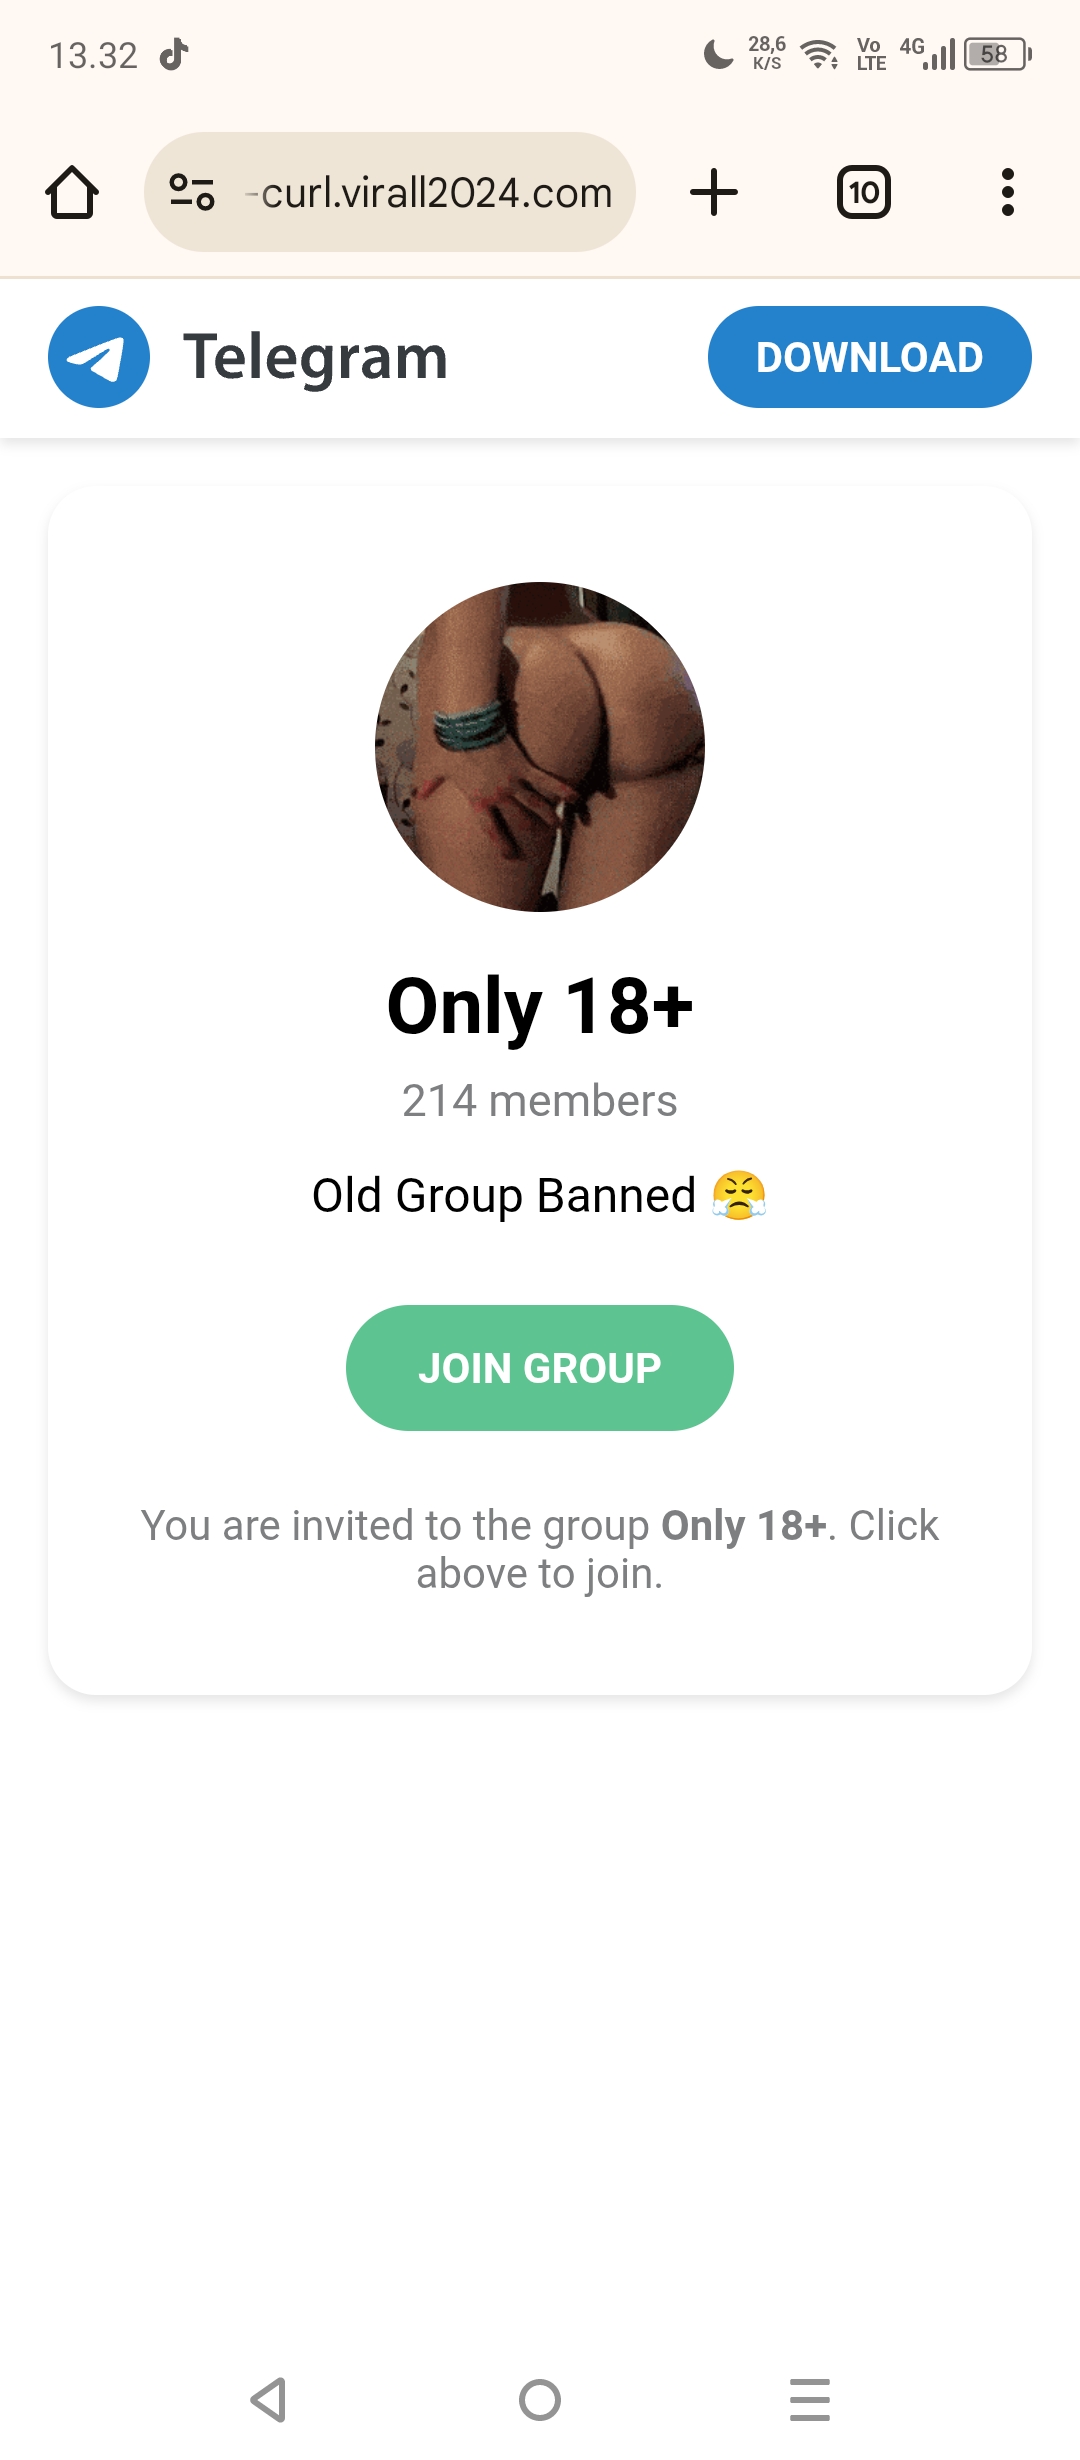 13.32
28,6
K/S
Vo
LTE
4G
58
-curl.virall2024.com
10
Telegram
DOWNLOAD
Only 18+
214 members
Old Group Banned 😤
JOIN GROUP
You are invited to the group Only 18+. Click
above to join.